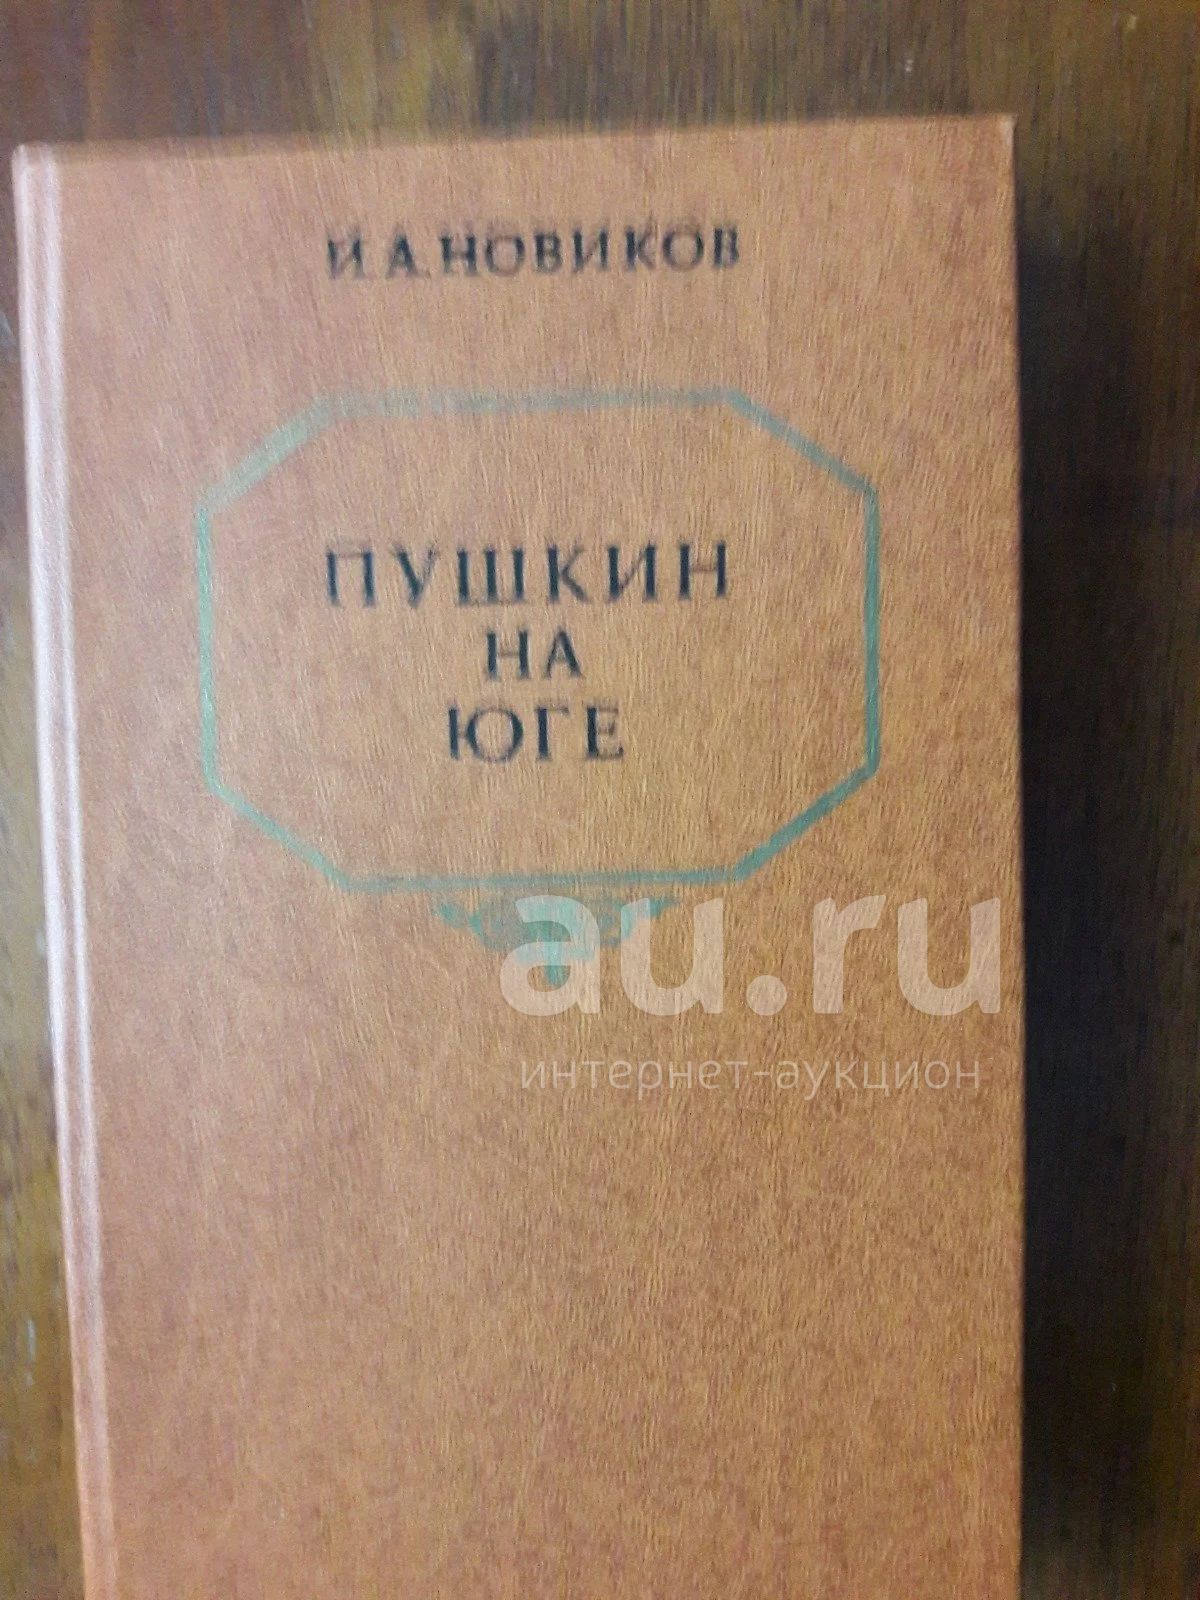 И. А. НОВИКОВ
ПУШКИН
НА
ЮГЕ
au.ru
интернет-аукцион